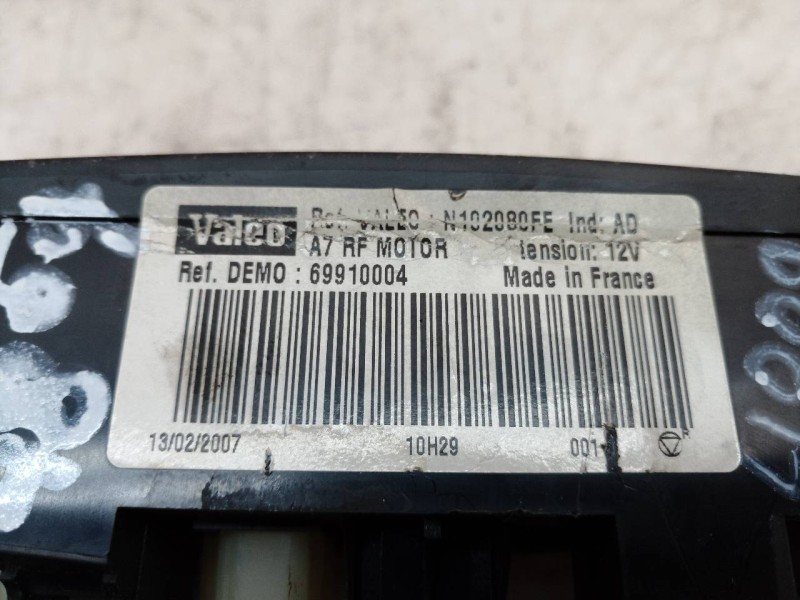 Valeo Ref. VALEO : N102080FE Ind: AD
A7 RF MOTOR tension: 12V
Ref. DEMO : 69910004 Made in France
13/02/2007 10H29 001
R